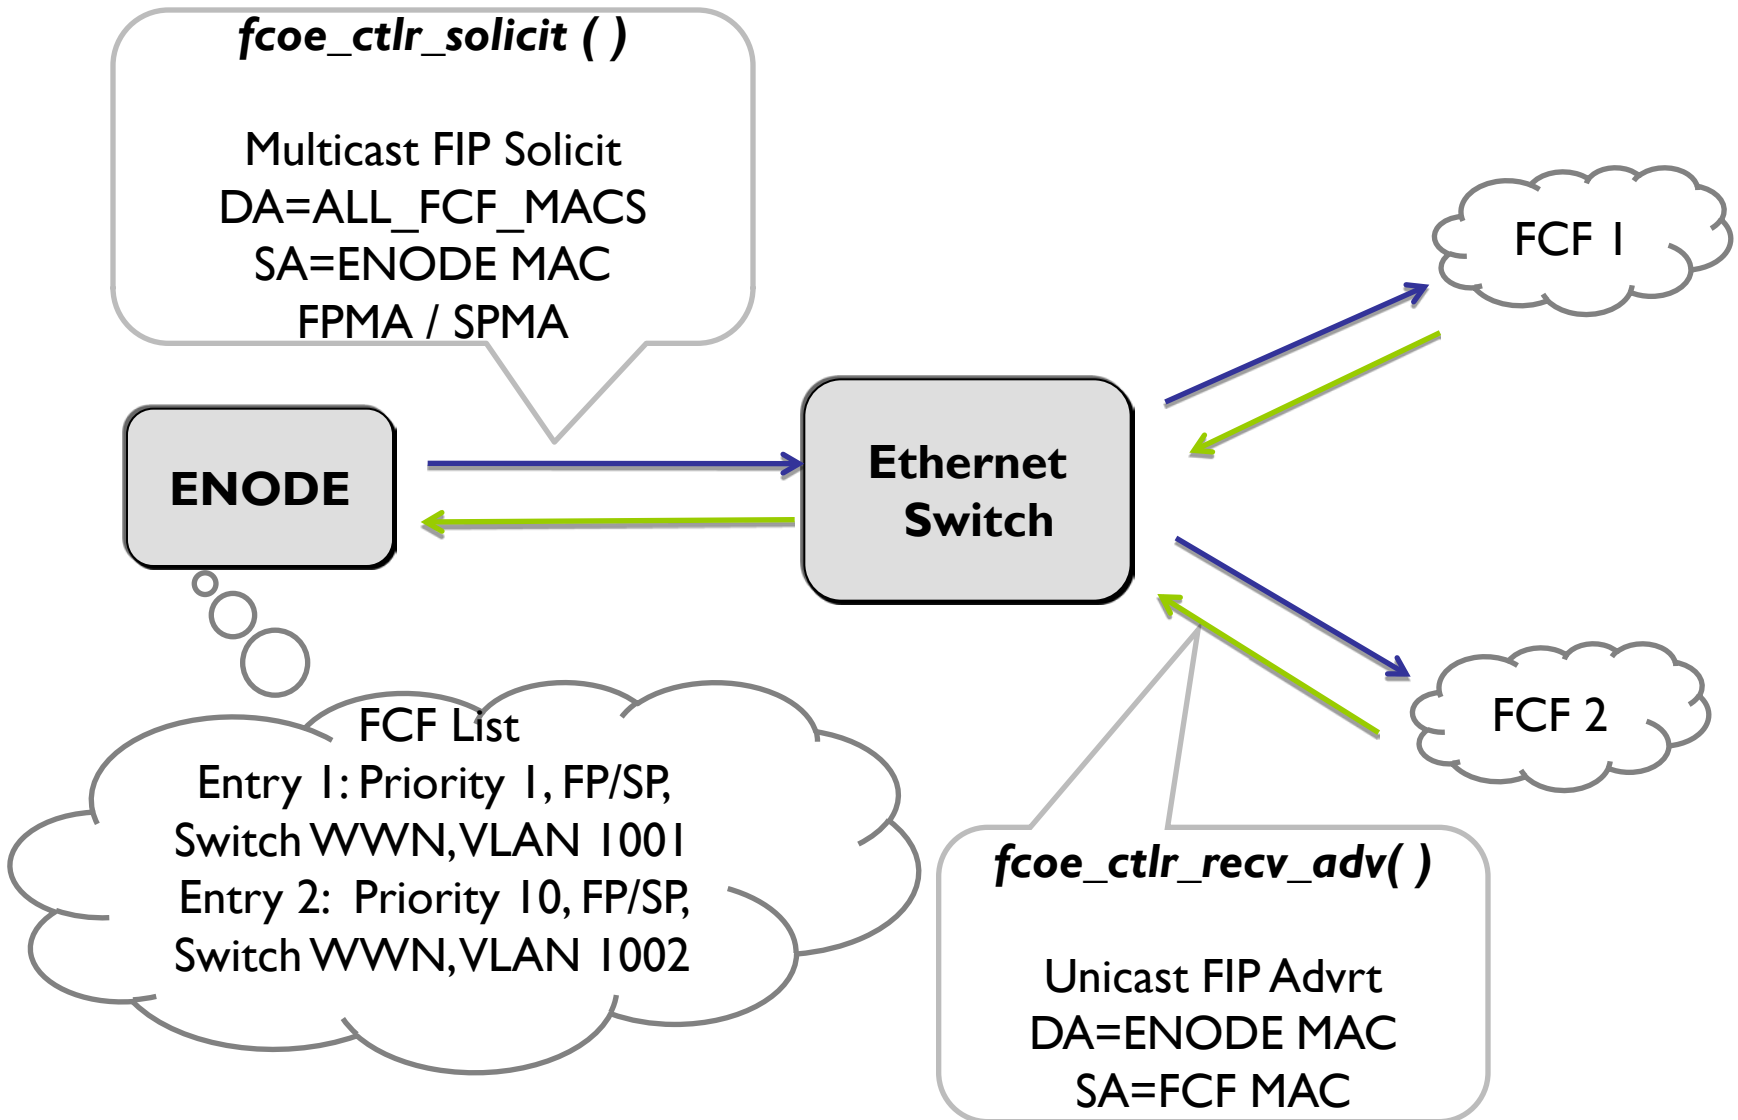 fcoe_ctlr_solicit ( )
Multicast FIP Solicit
DA=ALL_FCF_MACS
SA=ENODE MAC
FPMA / SPMA
FCF 1
ENODE
Ethernet
Switch
FCF List
Entry 1: Priority 1, FP/SP,
Switch WWN, VLAN 1001
Entry 2: Priority 10, FP/SP,
Switch WWN, VLAN 1002
FCF 2
fcoe_ctlr_recv_adv( )
Unicast FIP Advrt
DA=ENODE MAC
SA=FCF MAC